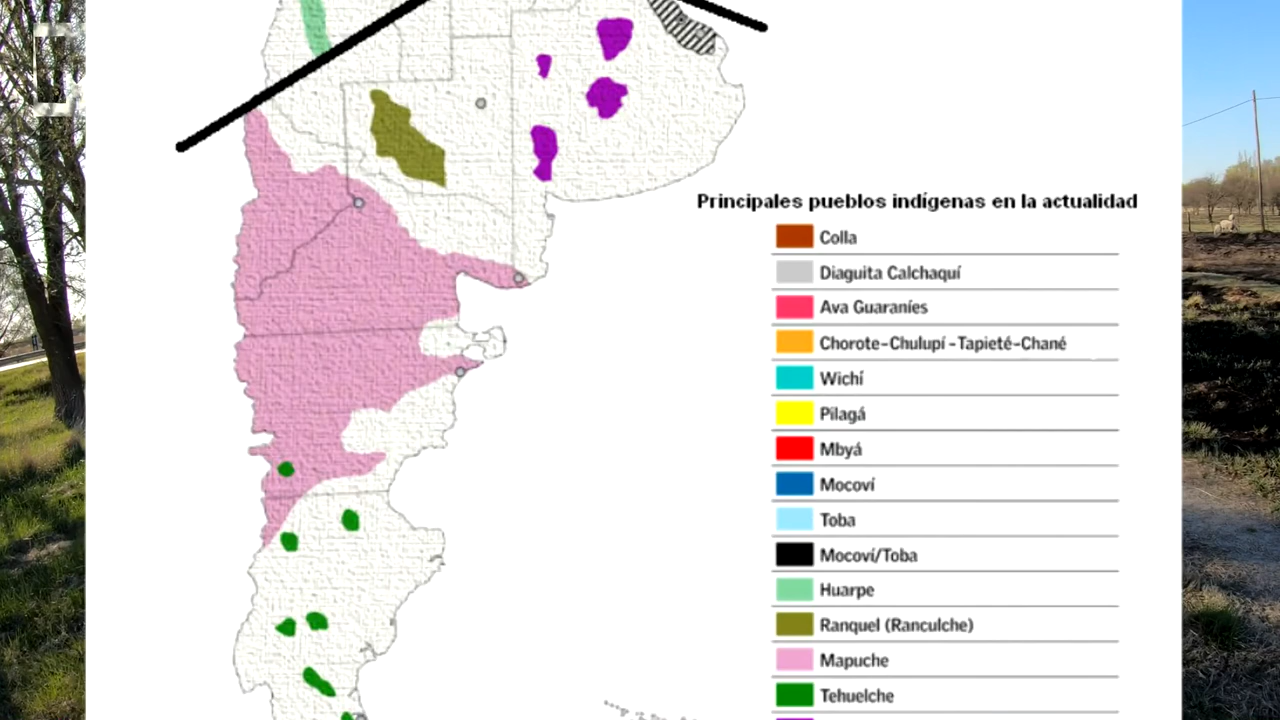 Principales pueblos indígenas en la actualidad
Colla
Diaguita Calchaquí
Ava Guaraníes
Chorote-Chulupí -Tapieté-Chané
Wichí
Pilagá
Mbyá
Mocoví
Toba
Mocoví/Toba
Huarpe
Ranquel (Ranculche)
Mapuche
Tehuelche